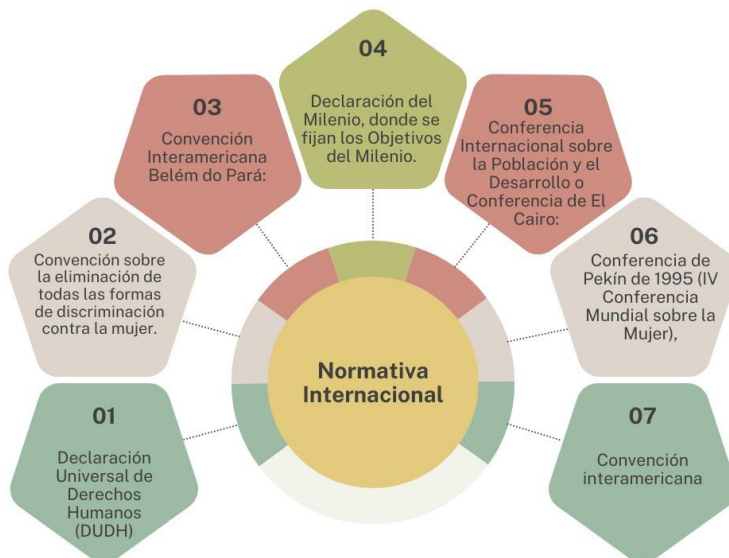 01
Declaración
Universal de
Derechos
Humanos
(DUDH)
02
Convención sobre
la eliminación de
todas las formas
de discriminación
contra la mujer.
03
Convención
Interamericana
Belém do Pará:
04
Declaración del
Milenio, donde se
fijan los Objetivos
del Milenio.
05
Conferencia
Internacional sobre
la Población y el
Desarrollo o
Conferencia de El
Cairo:
06
Conferencia de
Pekín de 1995 (IV
Conferencia
Mundial sobre la
Mujer),
07
Convención
interamericana
Normativa
Internacional